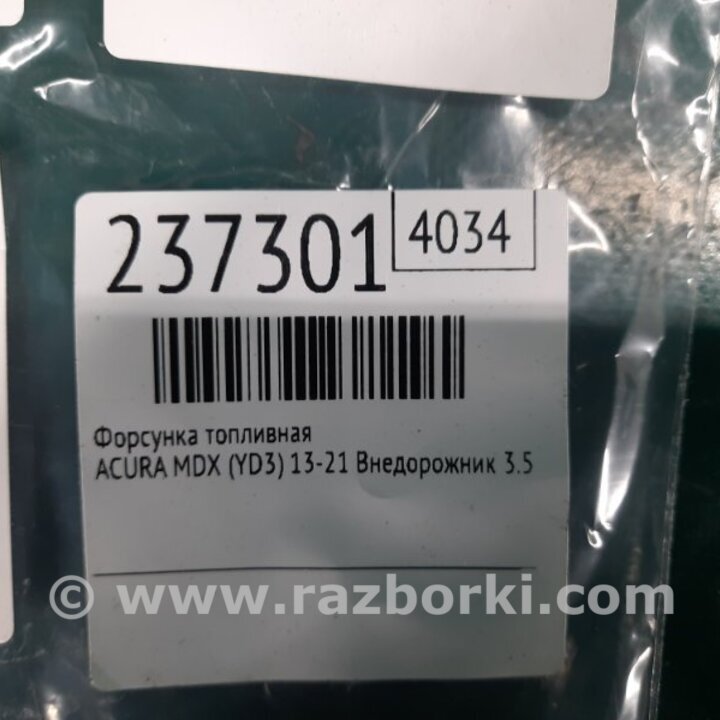 237301 4034
Форсунка топливная
ACURA MDX (YD3) 13-21 Внедорожник 3.5
© www.razborki.com